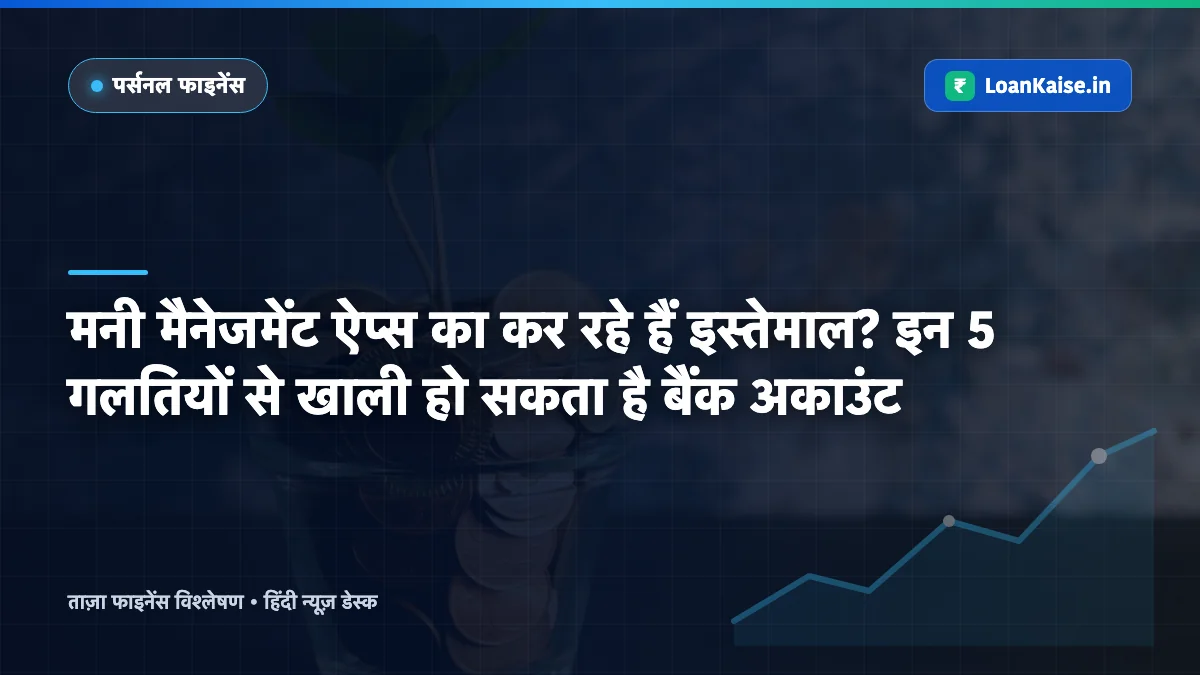 पर्सनल फाइनेंस
₹ LoanKaise.in
मनी मैनेजमेंट ऐप्स का कर रहे हैं इस्तेमाल? इन 5
गलतियों से खाली हो सकता है बैंक अकाउंट
ताज़ा फाइनेंस विश्लेषण • हिंदी न्यूज़ डेस्क